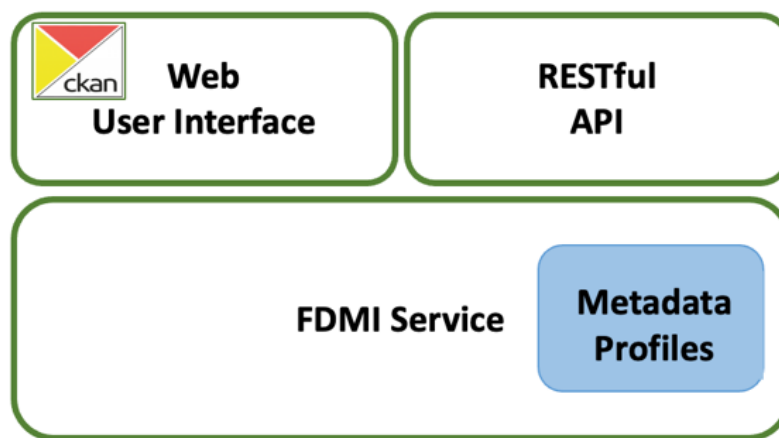 ckan
Web
User Interface
RESTful
API
FDMI Service
Metadata
Profiles